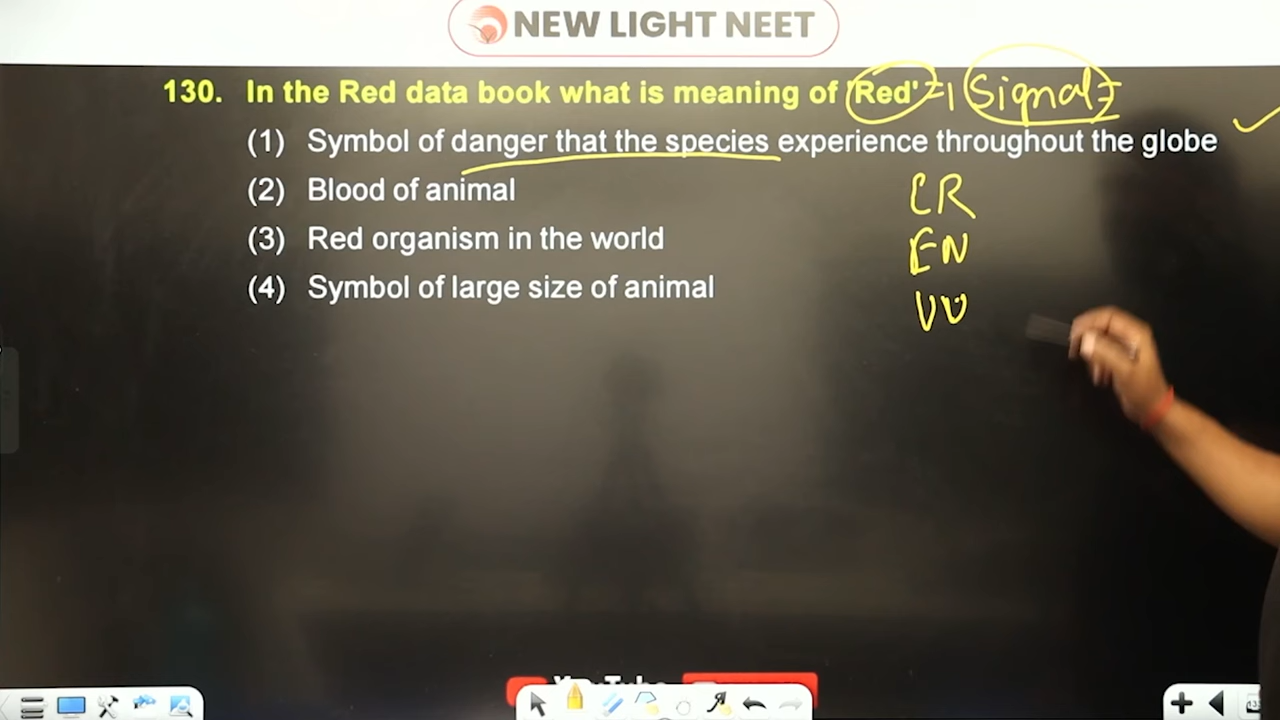 NEW LIGHT NEET
130. In the Red data book what is meaning of 'Red' = Signal
(1) Symbol of danger that the species experience throughout the globe
(2) Blood of animal
(3) Red organism in the world
(4) Symbol of large size of animal
CR
EN
VU